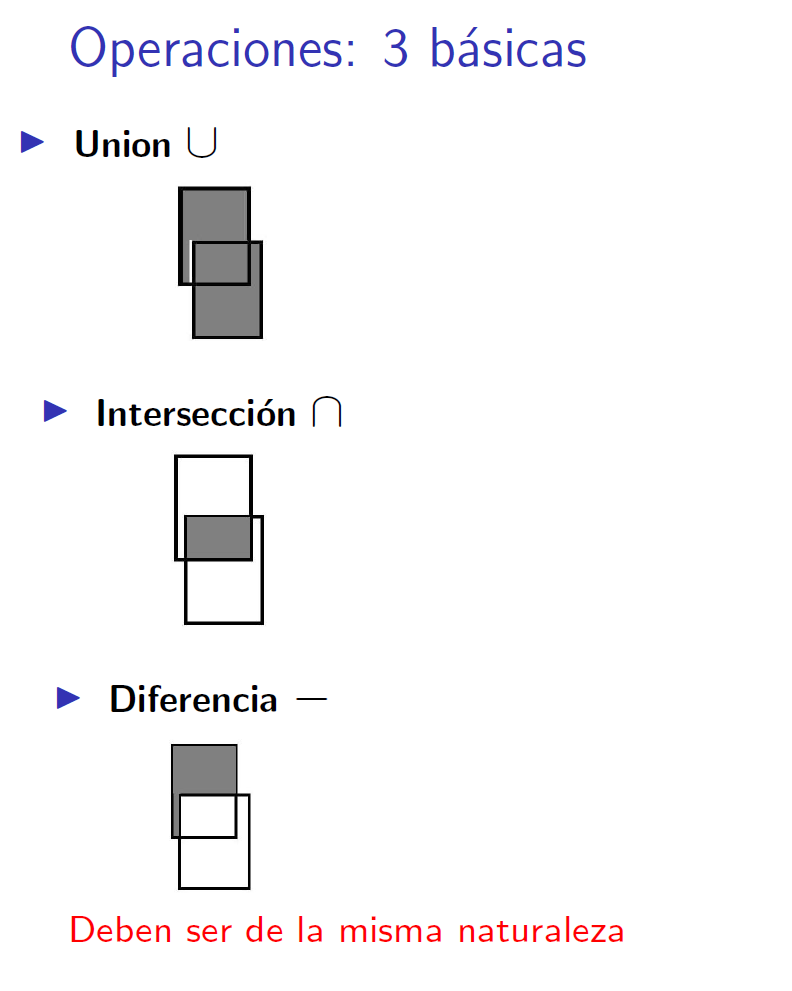 Operaciones: 3 básicas
Union ∪
Intersección ∩
Diferencia −
Deben ser de la misma naturaleza